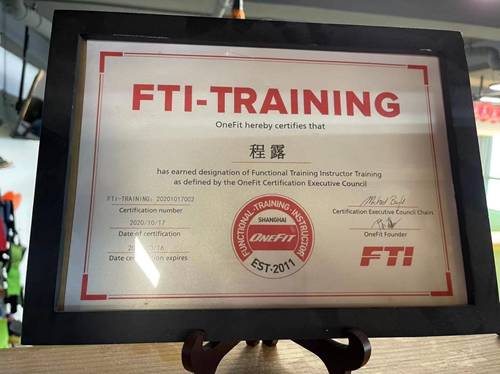 FTI-TRAINING
OneFit hereby certifies that
程露
has earned designation of Functional Training Instructor Training
as defined by the OneFit Certification Executive Council
FTI-TRAINING: 20201017002
Certification number
2020/10/17
Date of certification
Date certification expires
Certification Executive Council Chairs
OneFit Founder
FUNCTIONAL·TRAINING·INSTRUCTOR
SHANGHAI
ONEFIT
EST·2011
FTI